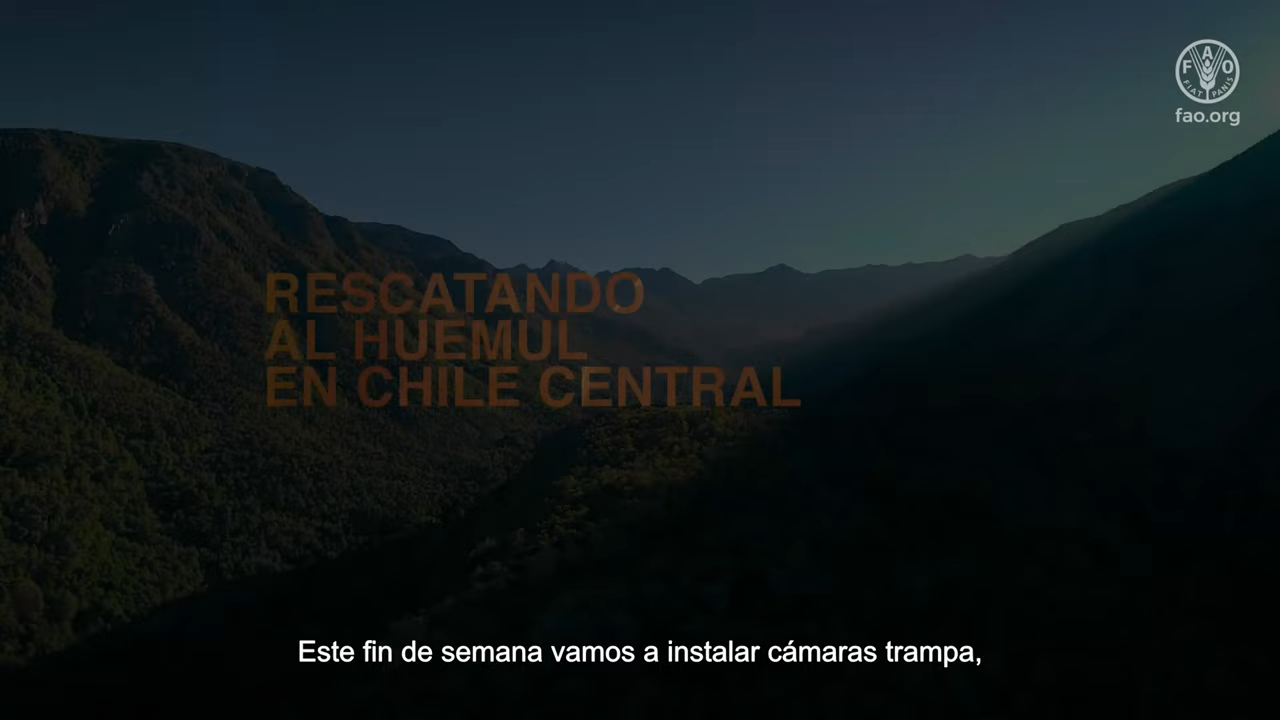 FAO
FIAT PANIS
fao.org
RESCATANDO
AL HUEMUL
EN CHILE CENTRAL
Este fin de semana vamos a instalar cámaras trampa,